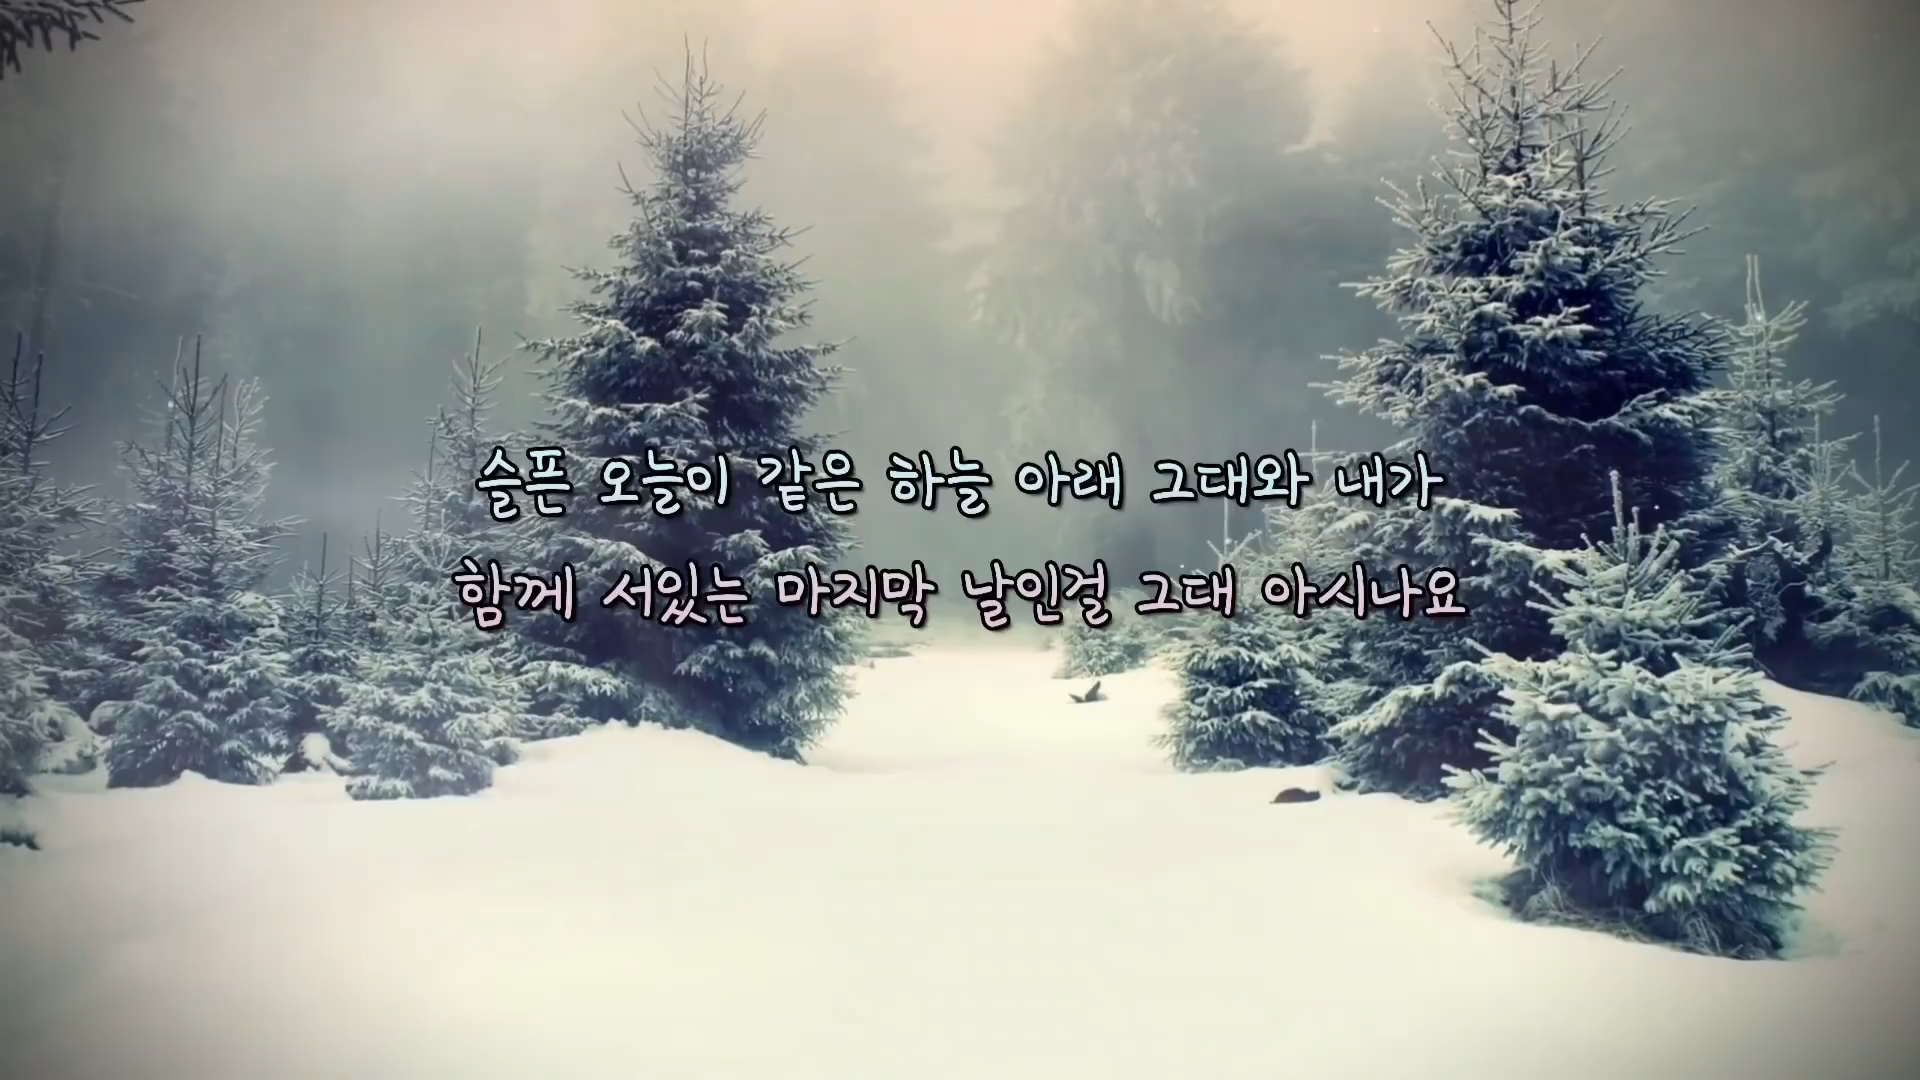 슬픈 오늘이 같은 하늘 아래 그대와 내가
함께 서있는 마지막 날인걸 그대 아시나요